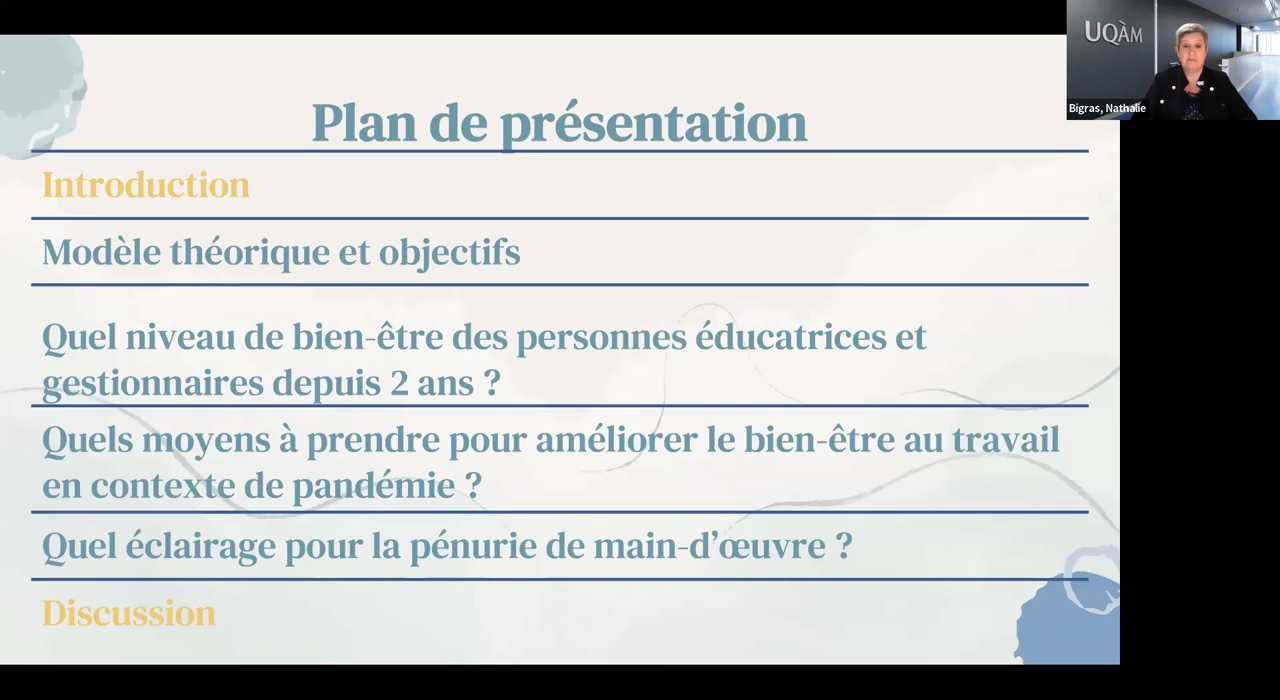 Plan de présentation
Introduction
Modèle théorique et objectifs
Quel niveau de bien-être des personnes éducatrices et
gestionnaires depuis 2 ans ?
Quels moyens à prendre pour améliorer le bien-être au travail
en contexte de pandémie ?
Quel éclairage pour la pénurie de main-d’œuvre ?
Discussion
UQÀM
Bigras, Nathalie